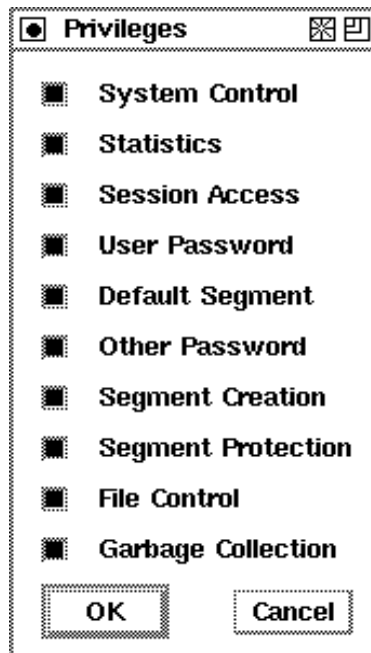 Privileges
System Control
Statistics
Session Access
User Password
Default Segment
Other Password
Segment Creation
Segment Protection
File Control
Garbage Collection
OK Cancel